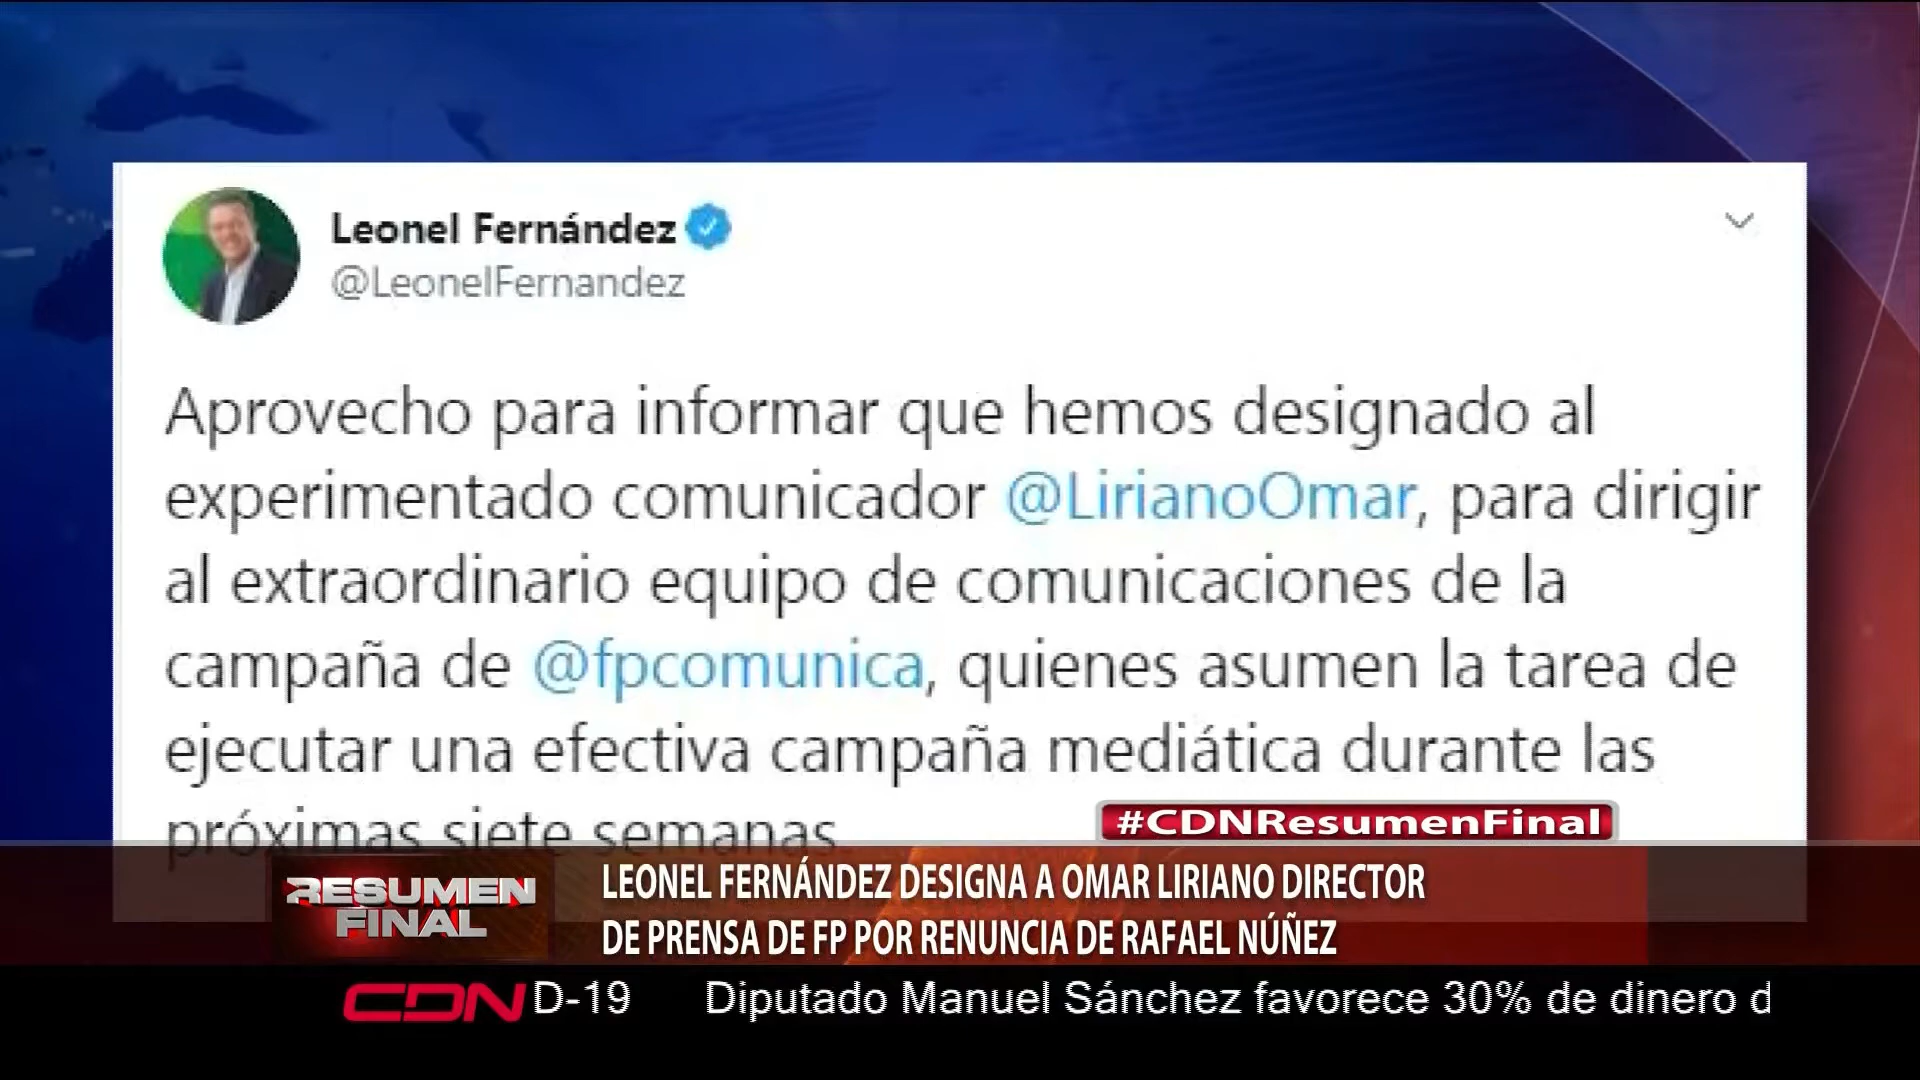 Leonel Fernández
@LeonelFernandez
Aprovecho para informar que hemos designado al
experimentado comunicador @LirianoOmar, para dirigir
al extraordinario equipo de comunicaciones de la
campaña de @fpcomunica, quienes asumen la tarea de
ejecutar una efectiva campaña mediática durante las
próximas siete semanas.
#CDNResumenFinal
RESUMEN
FINAL
LEONEL FERNÁNDEZ DESIGNA A OMAR LIRIANO DIRECTOR
DE PRENSA DE FP POR RENUNCIA DE RAFAEL NÚÑEZ
CDN
D-19 Diputado Manuel Sánchez favorece 30% de dinero d